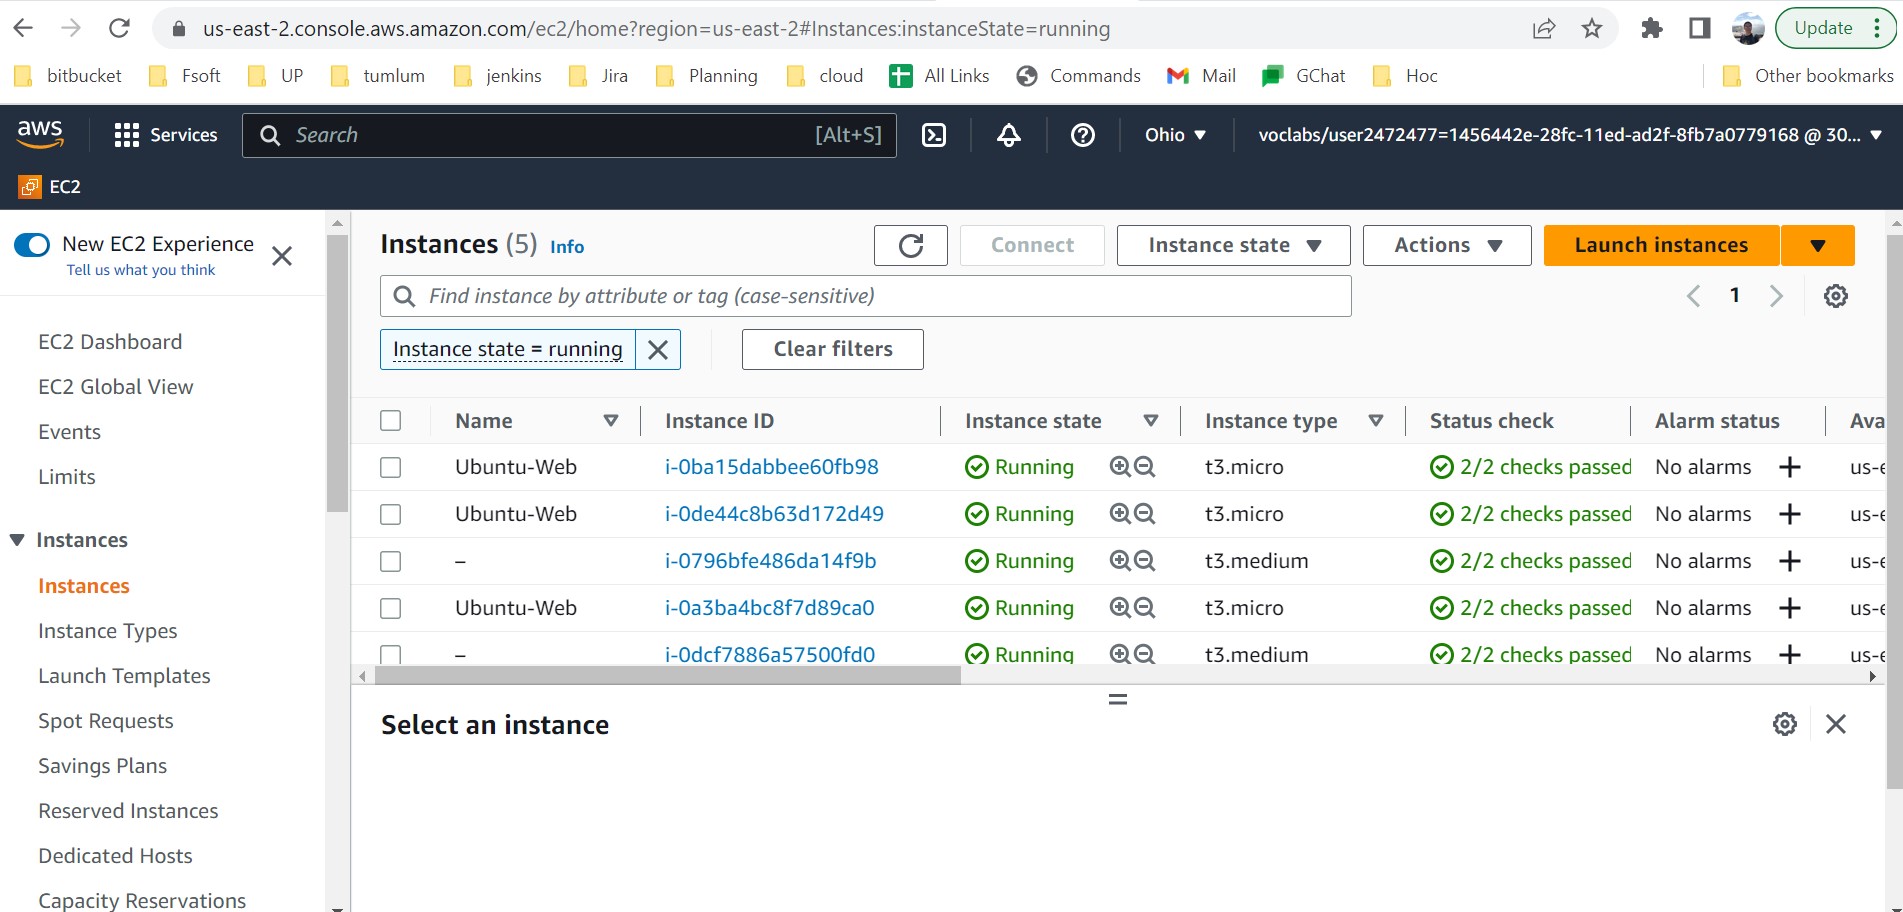 us-east-2.console.aws.amazon.com/ec2/home?region=us-east-2#Instances:instanceState=running
Update
bitbucket Fsoft UP tumlum jenkins Jira Planning cloud All Links Commands Mail GChat Hoc Other bookmarks
aws Services Search [Alt+S] Ohio voclabs/user2472477=1456442e-28fc-11ed-ad2f-8fb7a0779168 @ 30...
EC2
New EC2 Experience
Tell us what you think
EC2 Dashboard
EC2 Global View
Events
Limits
Instances
Instances
Instance Types
Launch Templates
Spot Requests
Savings Plans
Reserved Instances
Dedicated Hosts
Capacity Reservations
Instances (5) Info
Connect Instance state Actions Launch instances
Find instance by attribute or tag (case-sensitive)
1
Instance state = running
Clear filters
Name Instance ID Instance state Instance type Status check Alarm status Ava
Ubuntu-Web i-0ba15dabbee60fb98 Running t3.micro 2/2 checks passed No alarms + us-e
Ubuntu-Web i-0de44c8b63d172d49 Running t3.micro 2/2 checks passed No alarms + us-e
– i-0796bfe486da14f9b Running t3.medium 2/2 checks passed No alarms + us-e
Ubuntu-Web i-0a3ba4bc8f7d89ca0 Running t3.micro 2/2 checks passed No alarms + us-e
– i-0dcf7886a57500fd0 Running t3.medium 2/2 checks passed No alarms + us-e
Select an instance